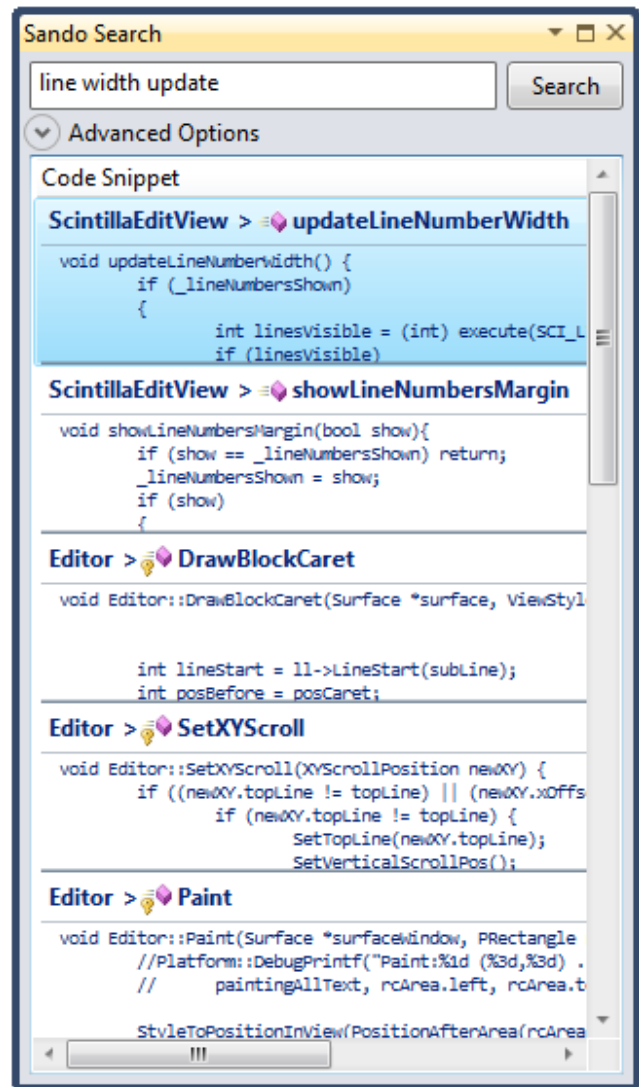 Sando Search
line width update
Search
Advanced Options
Code Snippet
ScintillaEditView > updateLineNumberWidth
void updateLineNumberWidth() {
if (_lineNumbersShown)
{
int linesVisible = (int) execute(SCI_L
if (linesVisible)
ScintillaEditView > showLineNumbersMargin
void showLineNumbersMargin(bool show){
if (show == _lineNumbersShown) return;
_lineNumbersShown = show;
if (show)
{
Editor > DrawBlockCaret
void Editor::DrawBlockCaret(Surface *surface, ViewStyl
int lineStart = ll->LineStart(subLine);
int posBefore = posCaret;
Editor > SetXYScroll
void Editor::SetXYScroll(XYScrollPosition newXY) {
if ((newXY.topLine != topLine) || (newXY.xOffs
if (newXY.topLine != topLine) {
SetTopLine(newXY.topLine);
SetVerticalScrollPos();
Editor > Paint
void Editor::Paint(Surface *surfaceWindow, PRectangle
//Platform::DebugPrintf("Paint:%1d (%3d,%3d) .
// paintingAllText, rcArea.left, rcArea.t
StyleToPositionInView(PositionAfterArea(rcArea